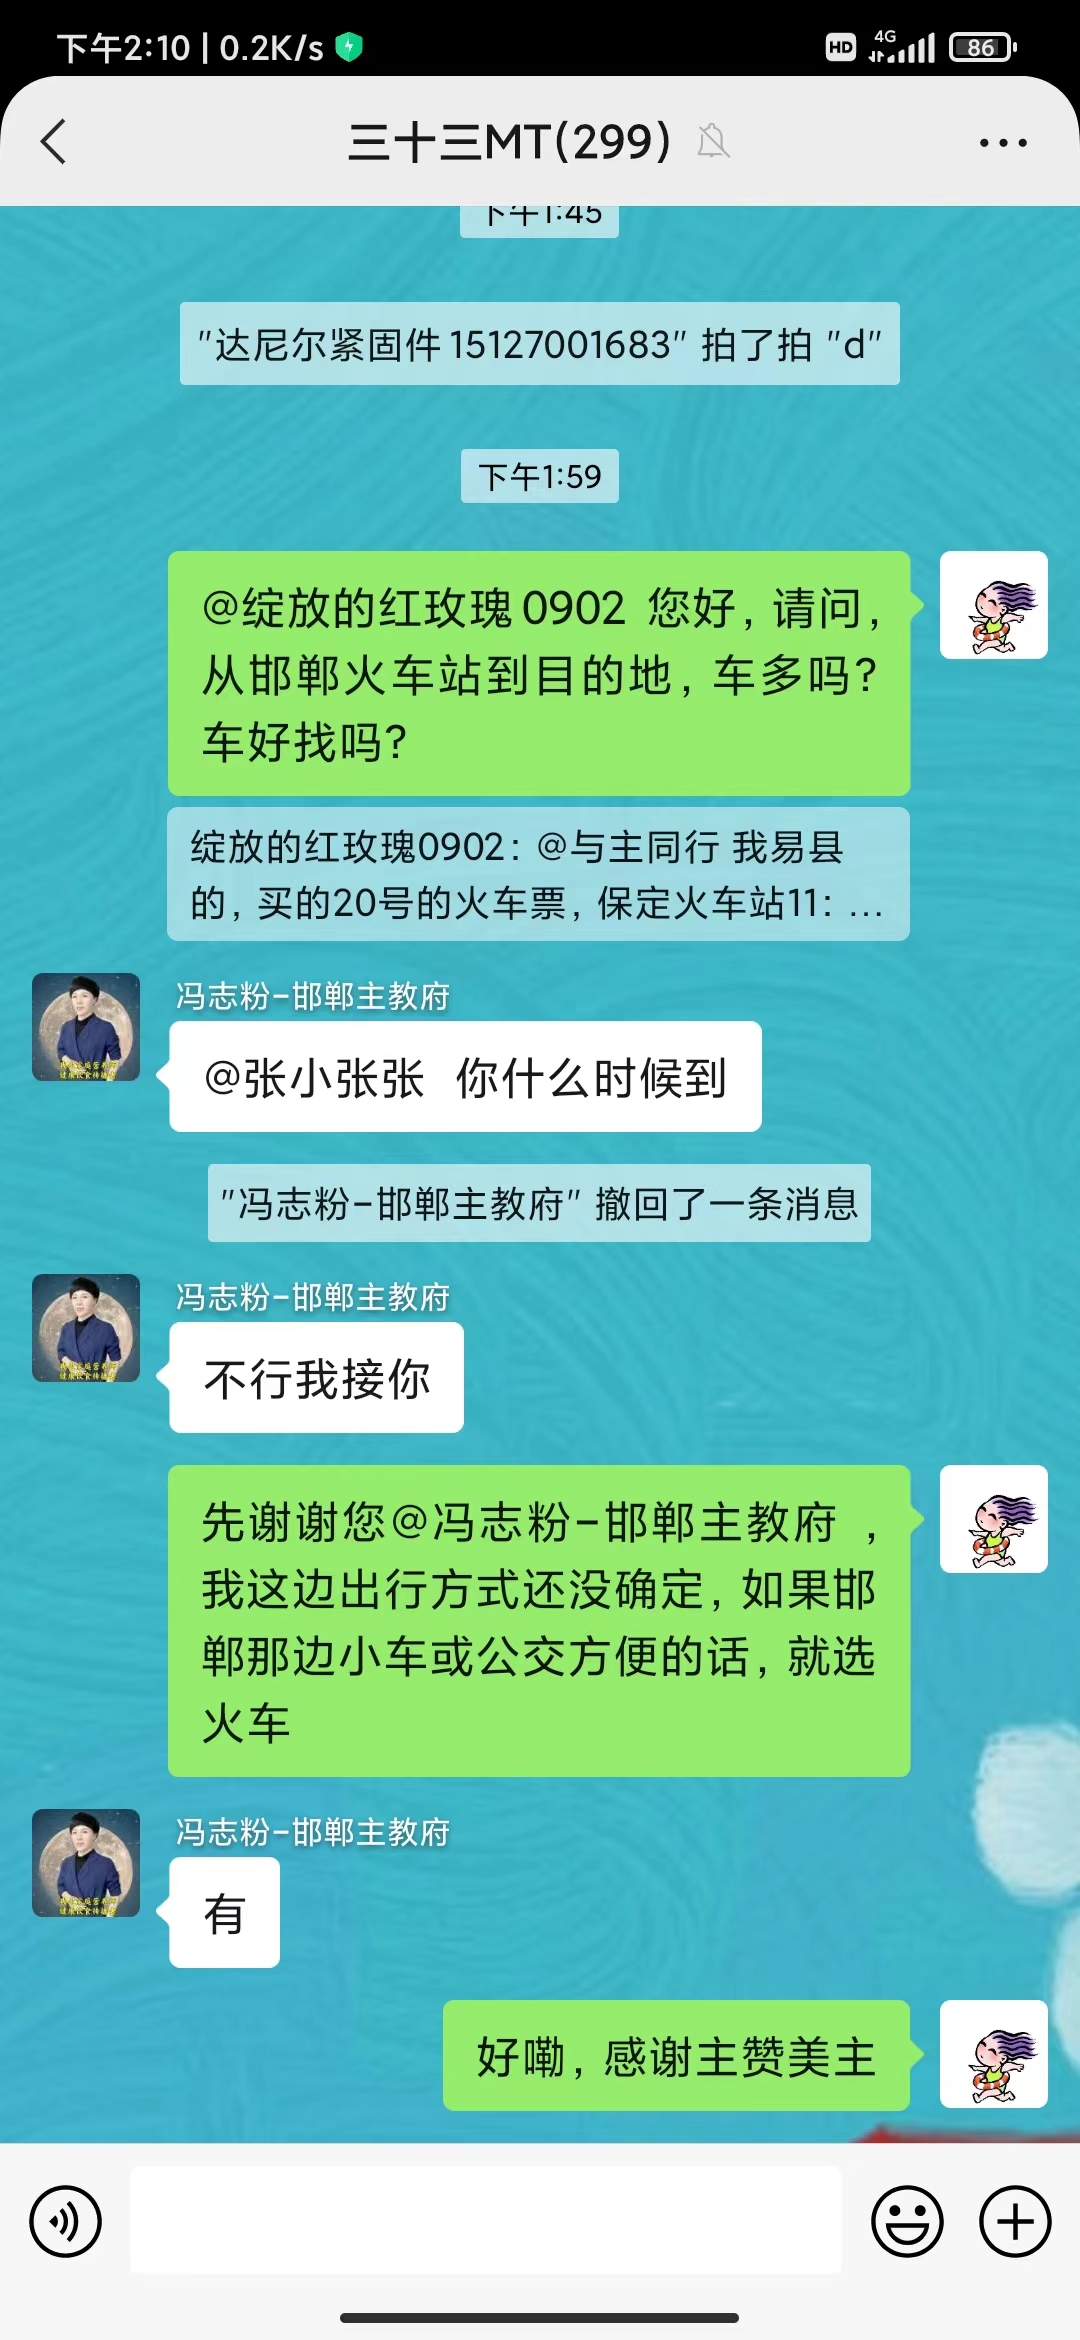 下午2:10 | 0.2K/s
HD 4G 86
三十三MT(299)
下午1:45
"达尼尔紧固件15127001683" 拍了拍 "d"
下午1:59
@绽放的红玫瑰0902 您好，请问，
从邯郸火车站到目的地，车多吗？
车好找吗？
绽放的红玫瑰0902：@与主同行 我易县
的，买的20号的火车票，保定火车站11：...
冯志粉-邯郸主教府
@张小张张 你什么时候到
"冯志粉-邯郸主教府" 撤回了一条消息
冯志粉-邯郸主教府
不行我接你
先谢谢您@冯志粉-邯郸主教府 ，
我这边出行方式还没确定，如果邯
郸那边小车或公交方便的话，就选
火车
冯志粉-邯郸主教府
有
好嘞，感谢主赞美主